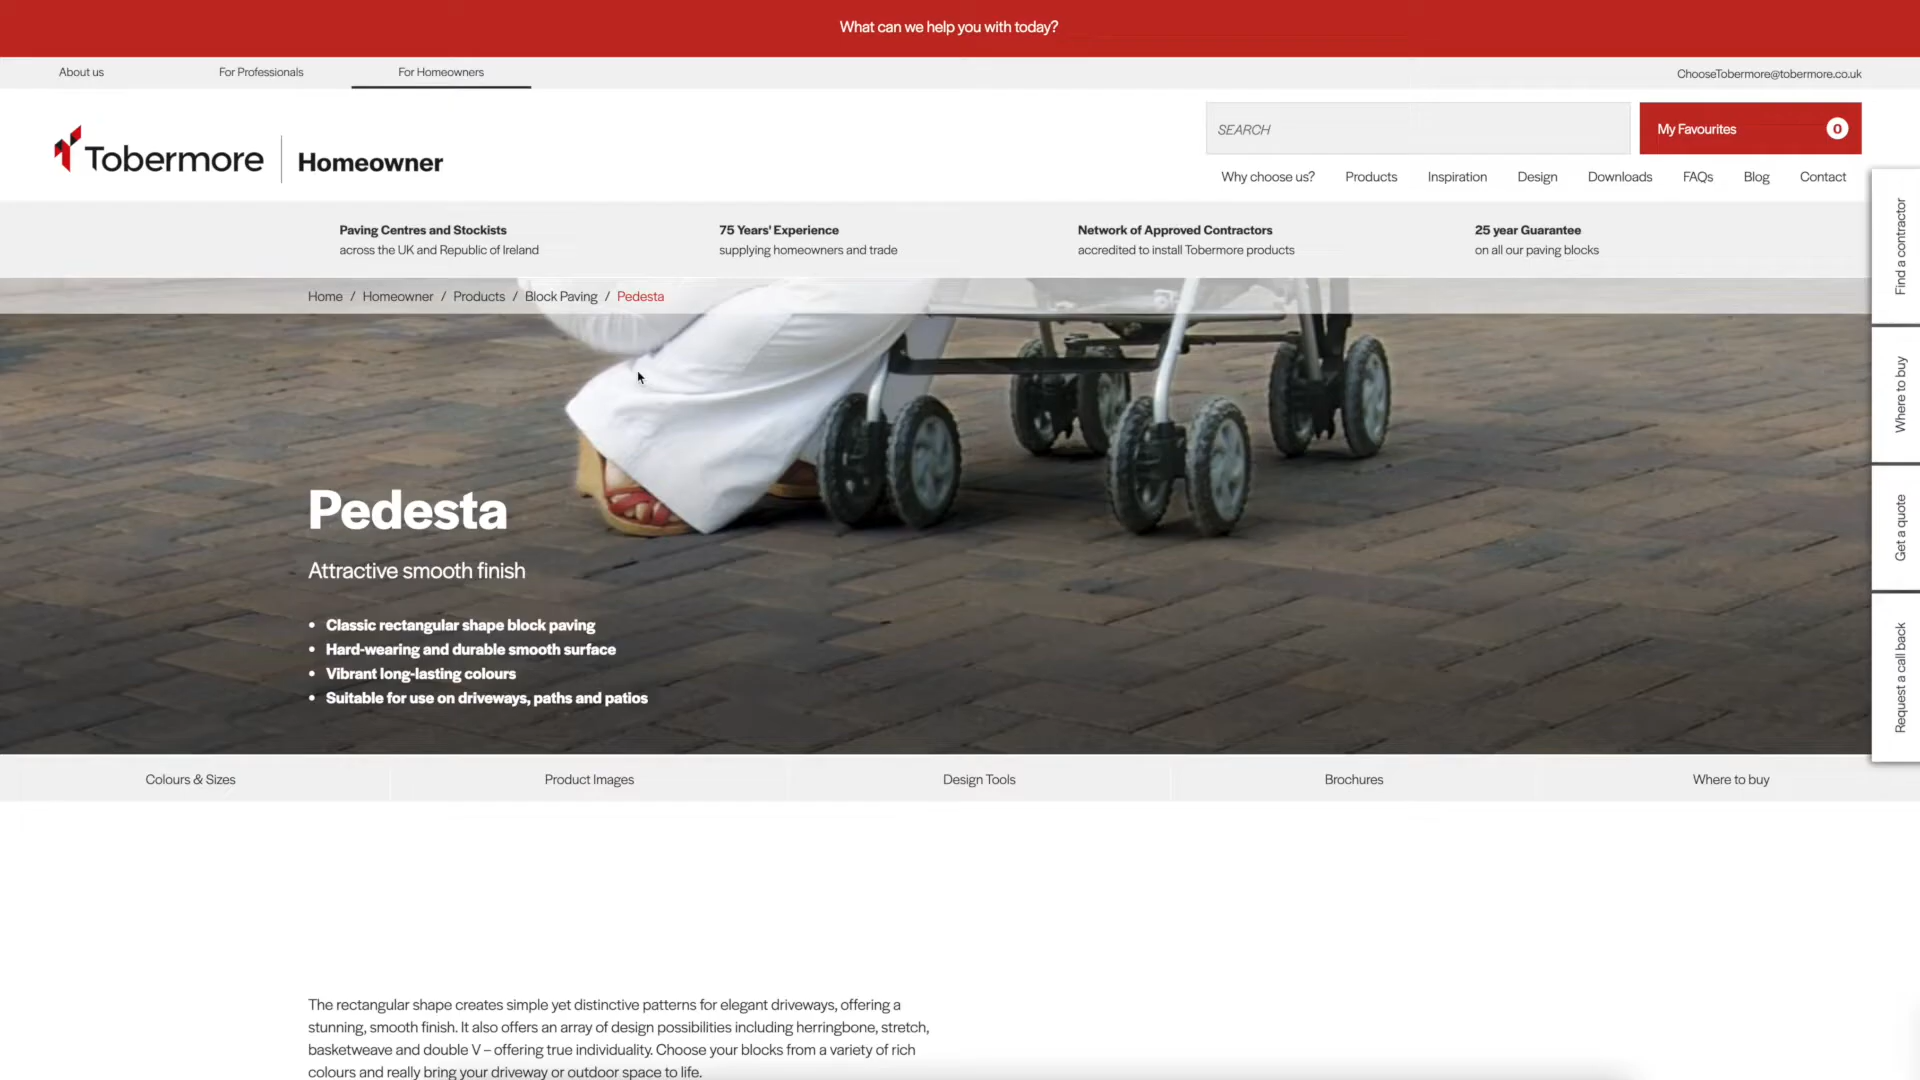 What can we help you with today?
About us
For Professionals
For Homeowners
ChooseTobermore@tobermore.co.uk
Tobermore
Homeowner
SEARCH
My Favourites
0
Why choose us?
Products
Inspiration
Design
Downloads
FAQs
Blog
Contact
Paving Centres and Stockists
across the UK and Republic of Ireland
75 Years' Experience
supplying homeowners and trade
Network of Approved Contractors
accredited to install Tobermore products
25 year Guarantee
on all our paving blocks
Find a contractor
Where to buy
Get a quote
Request a call back
Home / Homeowner / Products / Block Paving / Pedesta
Pedesta
Attractive smooth finish
• Classic rectangular shape block paving
• Hard-wearing and durable smooth surface
• Vibrant long-lasting colours
• Suitable for use on driveways, paths and patios
Colours & Sizes
Product Images
Design Tools
Brochures
Where to buy
The rectangular shape creates simple yet distinctive patterns for elegant driveways, offering a
stunning, smooth finish. It also offers an array of design possibilities including herringbone, stretch,
basketweave and double V – offering true individuality. Choose your blocks from a variety of rich
colours and really bring your driveway or outdoor space to life.